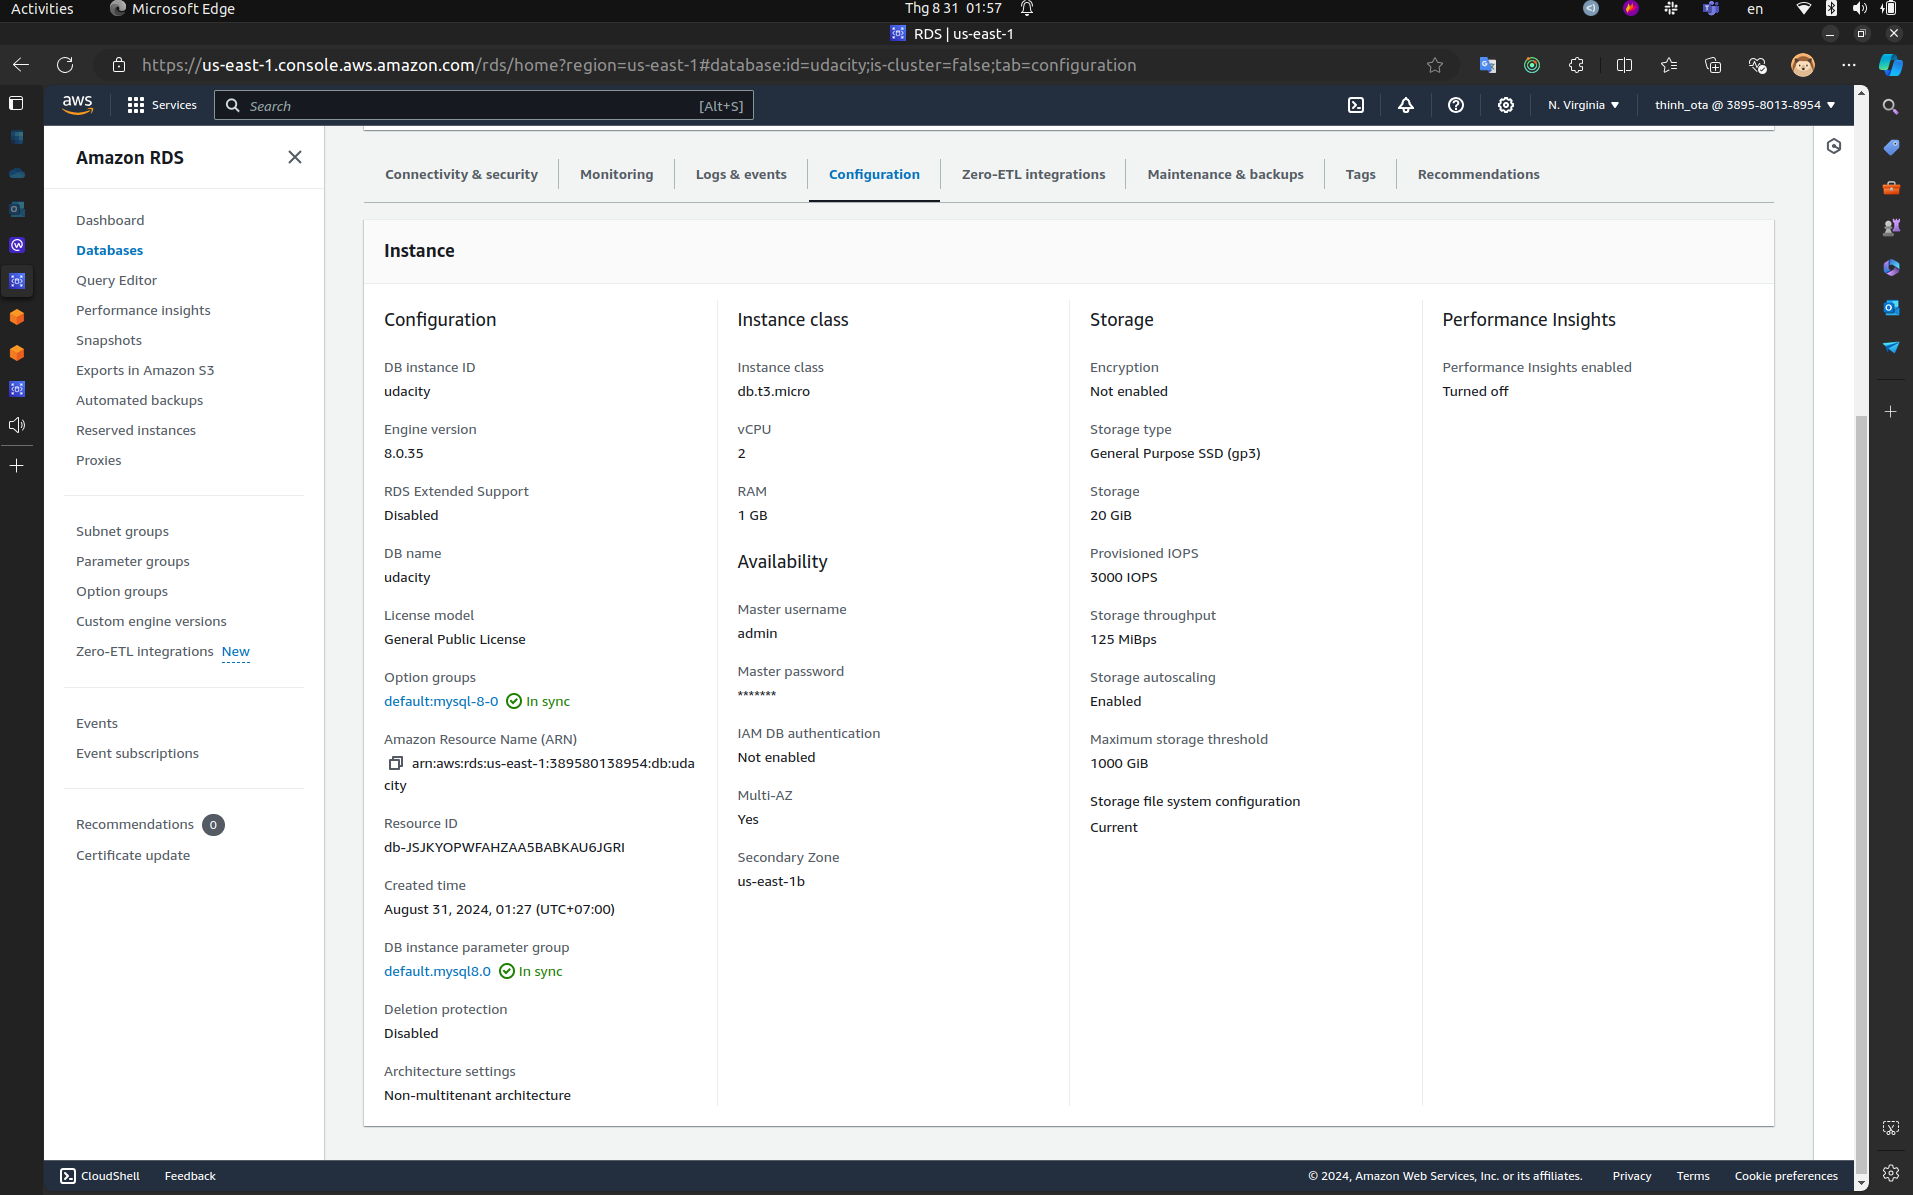 Activities
Microsoft Edge
Thg 8 31 01:57
en
RDS | us-east-1
https://us-east-1.console.aws.amazon.com/rds/home?region=us-east-1#database:id=udacity;is-cluster=false;tab=configuration
aws
Services
Search
[Alt+S]
N. Virginia
thinh_ota @ 3895-8013-8954
Amazon RDS
Dashboard
Databases
Query Editor
Performance insights
Snapshots
Exports in Amazon S3
Automated backups
Reserved instances
Proxies
Subnet groups
Parameter groups
Option groups
Custom engine versions
Zero-ETL integrations New
Events
Event subscriptions
Recommendations 0
Certificate update
Connectivity & security
Monitoring
Logs & events
Configuration
Zero-ETL integrations
Maintenance & backups
Tags
Recommendations
Instance
Configuration
DB instance ID
udacity
Engine version
8.0.35
RDS Extended Support
Disabled
DB name
udacity
License model
General Public License
Option groups
default:mysql-8-0 In sync
Amazon Resource Name (ARN)
arn:aws:rds:us-east-1:389580138954:db:uda
city
Resource ID
db-JSJKYOPWFAHZAA5BABKAU6JGRI
Created time
August 31, 2024, 01:27 (UTC+07:00)
DB instance parameter group
default.mysql8.0 In sync
Deletion protection
Disabled
Architecture settings
Non-multitenant architecture
Instance class
Instance class
db.t3.micro
vCPU
2
RAM
1 GB
Availability
Master username
admin
Master password
*******
IAM DB authentication
Not enabled
Multi-AZ
Yes
Secondary Zone
us-east-1b
Storage
Encryption
Not enabled
Storage type
General Purpose SSD (gp3)
Storage
20 GiB
Provisioned IOPS
3000 IOPS
Storage throughput
125 MiBps
Storage autoscaling
Enabled
Maximum storage threshold
1000 GiB
Storage file system configuration
Current
Performance Insights
Performance Insights enabled
Turned off
CloudShell
Feedback
© 2024, Amazon Web Services, Inc. or its affiliates.
Privacy
Terms
Cookie preferences